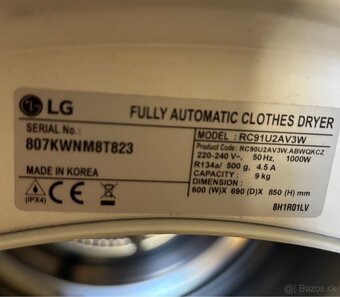 LG
FULLY AUTOMATIC CLOTHES DRYER
SERIAL No.:
807KWNM8T823
MADE IN KOREA
(IPX4)
MODEL : RC91U2AV3W
Product Code: RC90U2AV3W.ABWQKCZ
220-240 V~, 50 Hz, 1000W
R134a/ 500 g, 4.5 A
CAPACITY : 9 kg
DIMENSION :
600 (W)X 690 (D)X 850 (H) mm
8H1R01LV
Bazos.sk